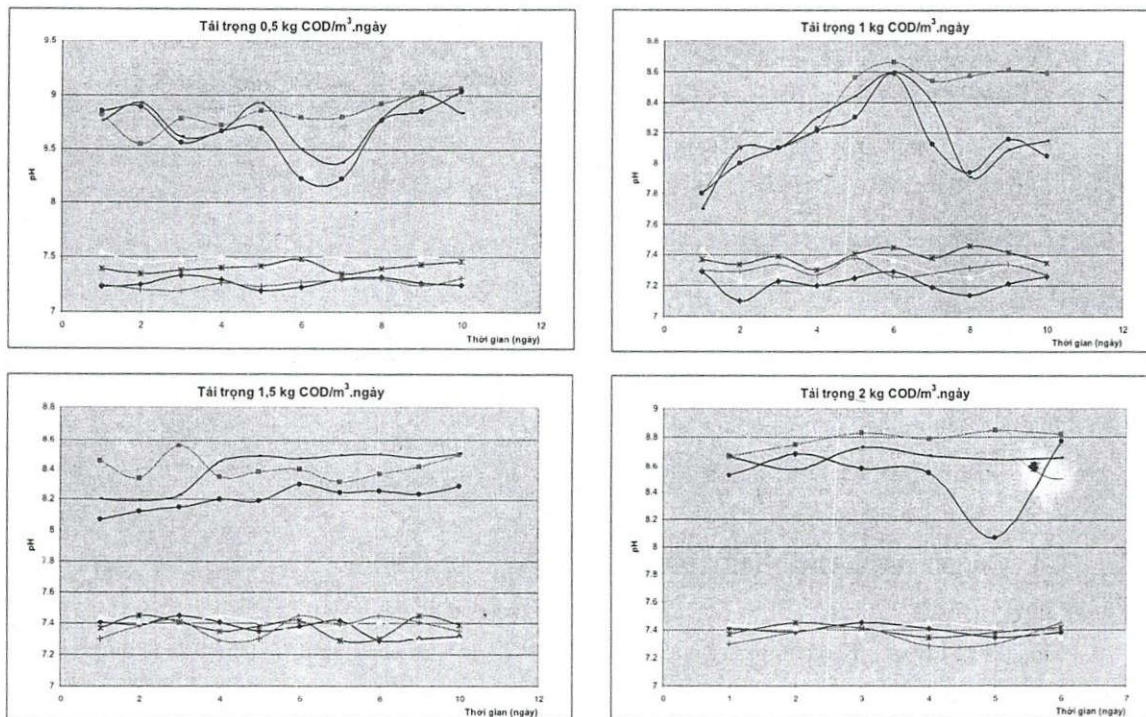 Tải trọng 0,5 kg COD/m³.ngày
9.5
9
8.5
8
7.5
7
pH
0 2 4 6 8 10 12
Thời gian (ngày)
Tải trọng 1 kg COD/m³.ngày
8.8
8.6
8.4
8.2
8
7.8
7.6
7.4
7.2
7
pH
0 2 4 6 8 10 12
Thời gian (ngày)
Tải trọng 1,5 kg COD/m³.ngày
8.8
8.6
8.4
8.2
8
7.8
7.6
7.4
7.2
7
pH
0 2 4 6 8 10 12
Thời gian (ngày)
Tải trọng 2 kg COD/m³.ngày
9
8.8
8.6
8.4
8.2
8
7.8
7.6
7.4
7.2
7
pH
0 1 2 3 4 5 6 7
Thời gian (ngày)